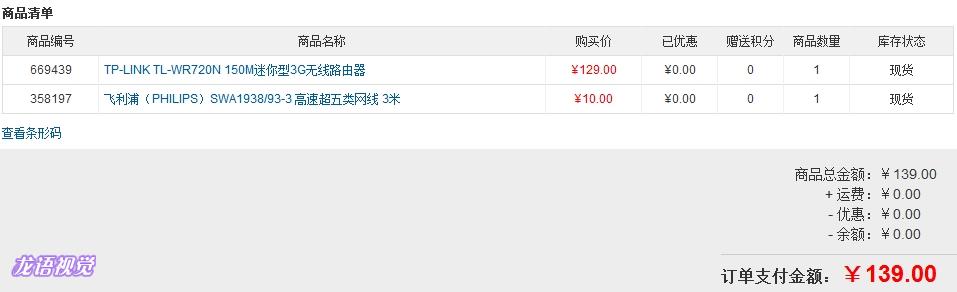 商品清单
商品编号 商品名称 购买价 已优惠 赠送积分 商品数量 库存状态
669439 TP-LINK TL-WR720N 150M迷你型3G无线路由器 ¥129.00 ¥0.00 0 1 现货
358197 飞利浦（PHILIPS）SWA1938/93-3 高速超五类网线 3米 ¥10.00 ¥0.00 0 1 现货
查看条形码
商品总金额：¥ 139.00
+ 运费：¥ 0.00
- 优惠：¥ 0.00
- 余额：¥ 0.00
龙语视觉
订单支付金额：¥ 139.00